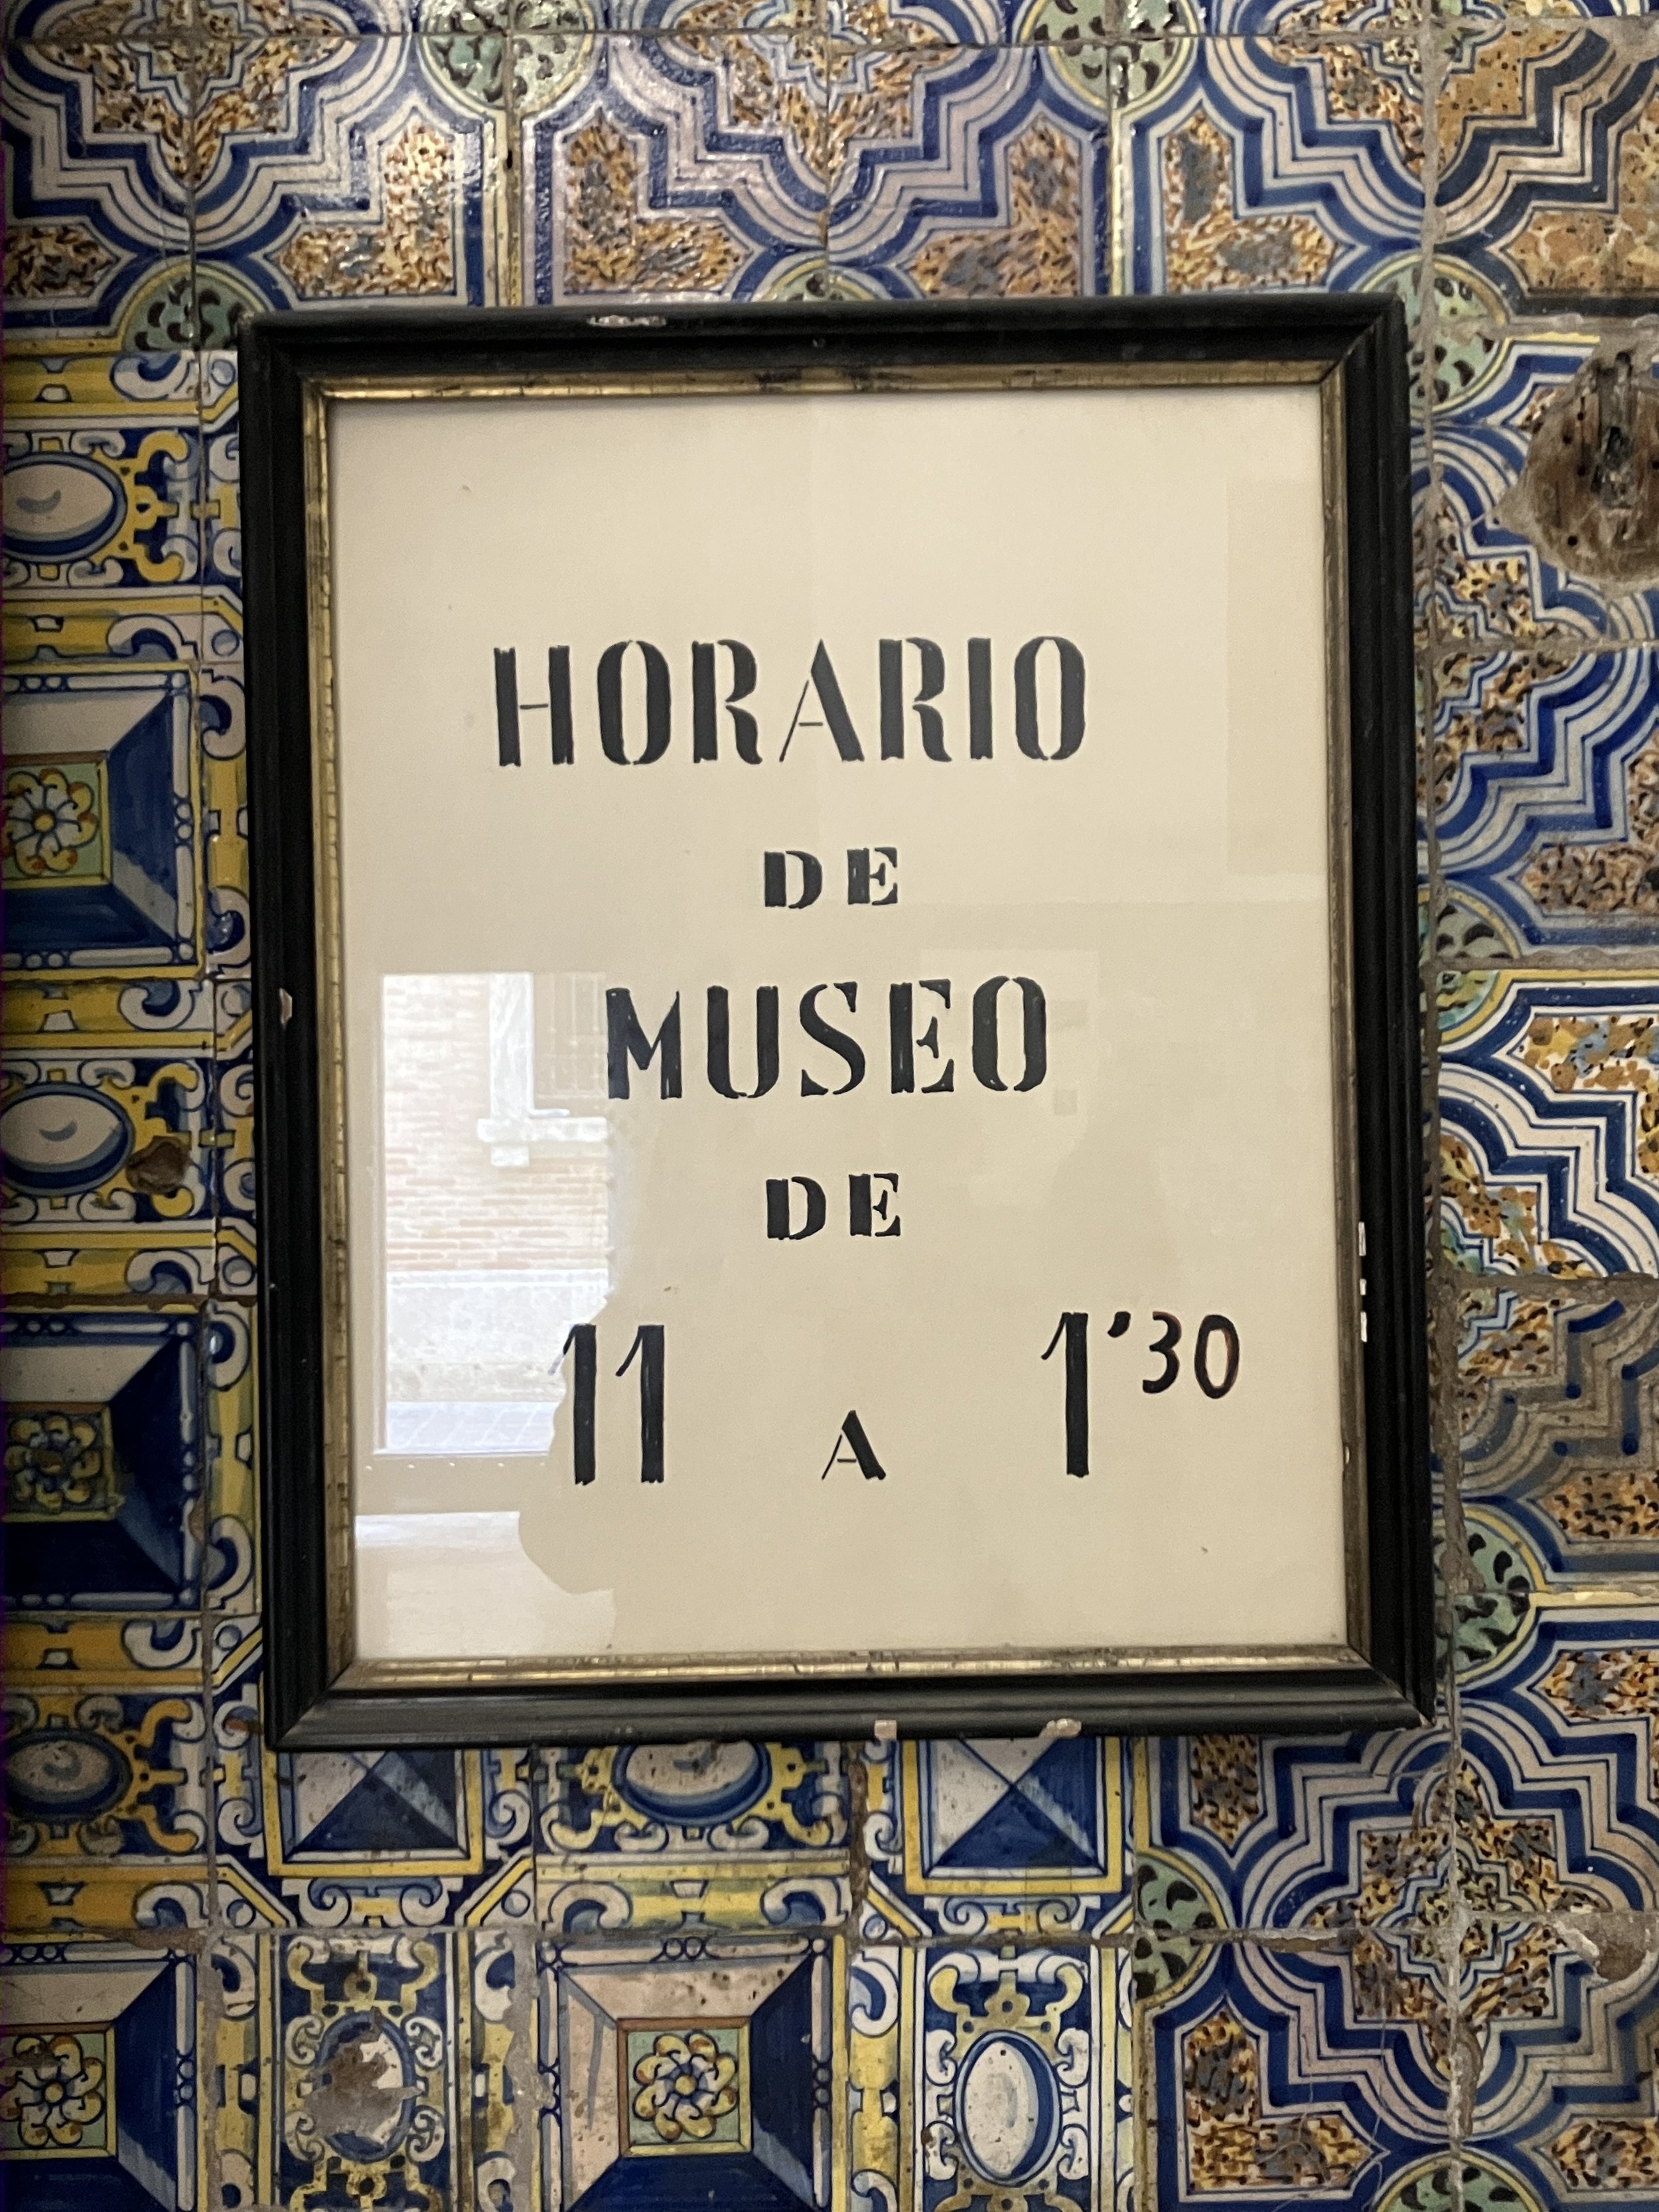 HORARIO
DE
MUSEO
DE
11 A 1'30